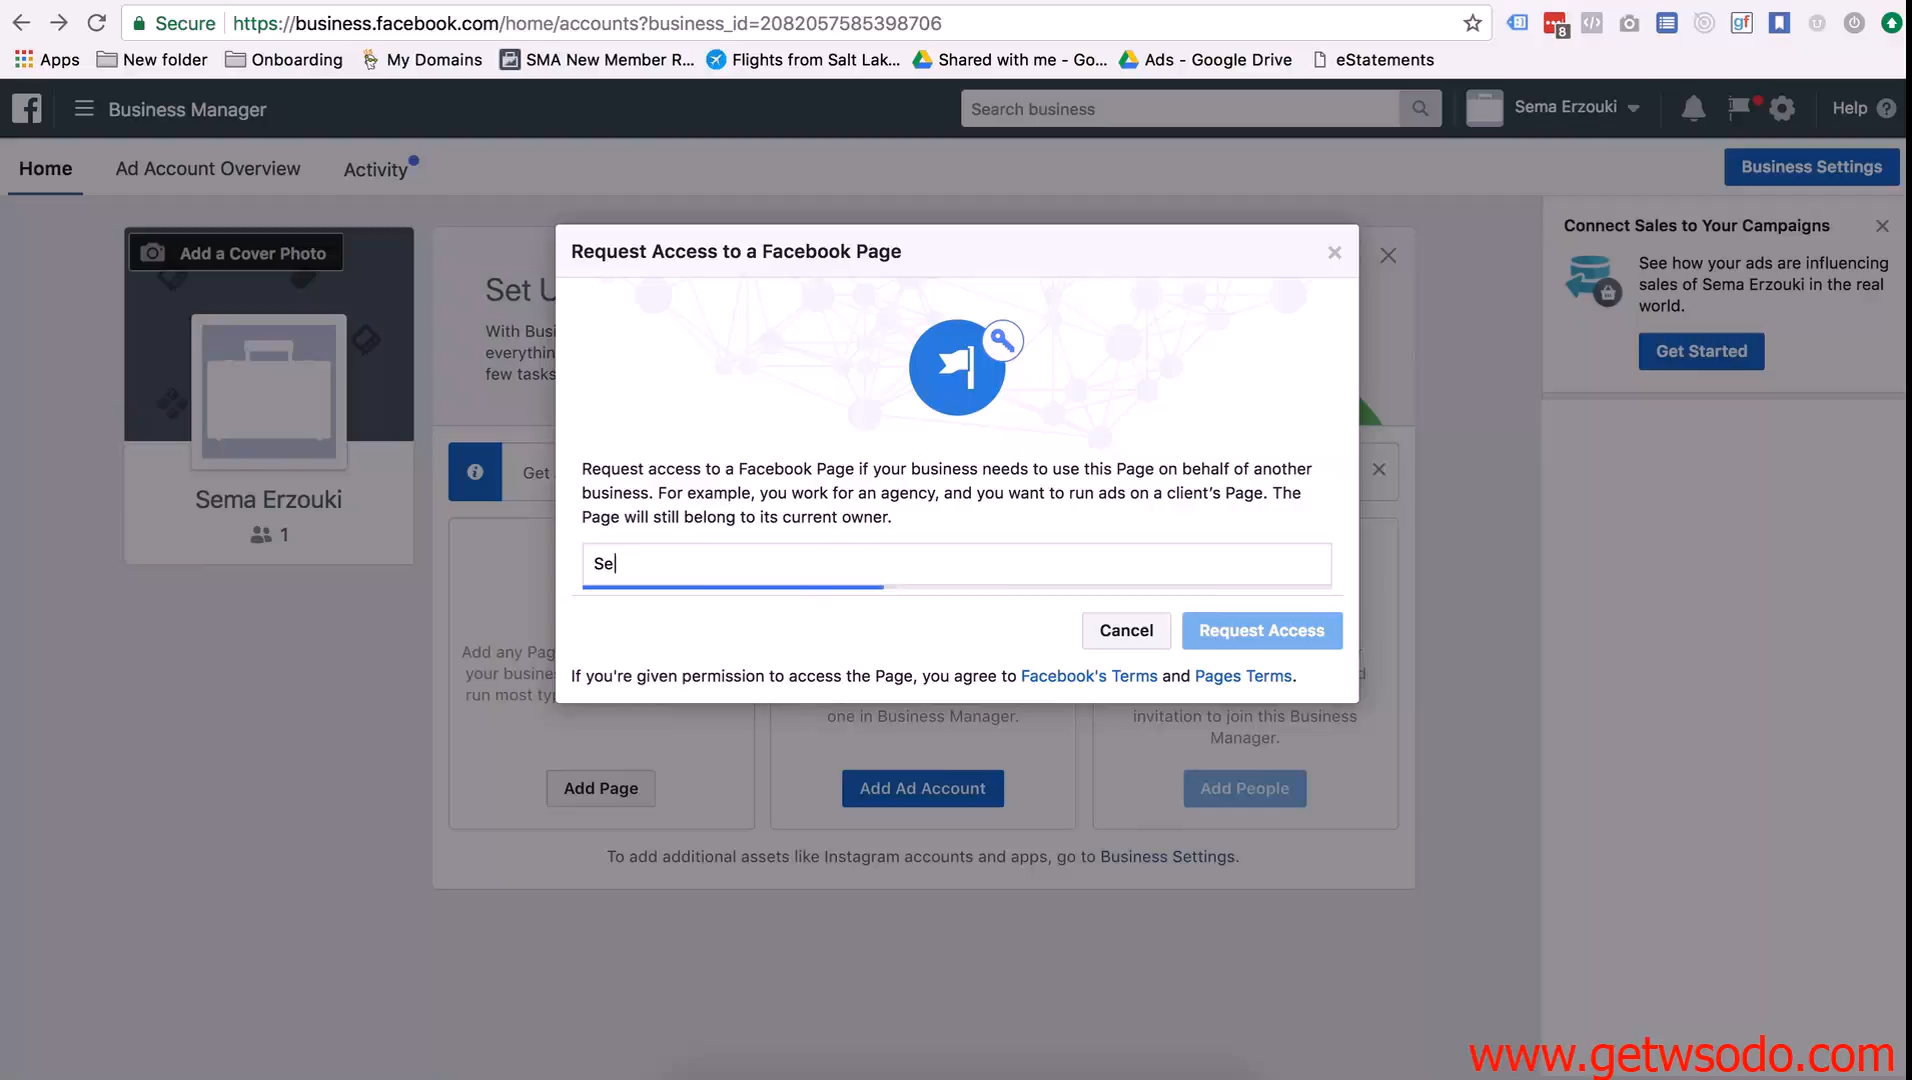 Secure https://business.facebook.com/home/accounts?business_id=2082057585398706
8
Apps New folder Onboarding My Domains SMA New Member R... Flights from Salt Lak... Shared with me - Go... Ads - Google Drive eStatements
Business Manager Search business Sema Erzouki Help
Home Ad Account Overview Activity Business Settings
Add a Cover Photo
Sema Erzouki
1
Set U
With Busi
everythin
few tasks
Get
Request Access to a Facebook Page
Request access to a Facebook Page if your business needs to use this Page on behalf of another
business. For example, you work for an agency, and you want to run ads on a client's Page. The
Page will still belong to its current owner.
Se
Cancel Request Access
If you're given permission to access the Page, you agree to Facebook's Terms and Pages Terms.
Add any Pag
your busine
run most typ
one in Business Manager.
invitation to join this Business
Manager.
Add Page Add Ad Account Add People
To add additional assets like Instagram accounts and apps, go to Business Settings.
Connect Sales to Your Campaigns
See how your ads are influencing
sales of Sema Erzouki in the real
world.
Get Started
www.getwsodo.com